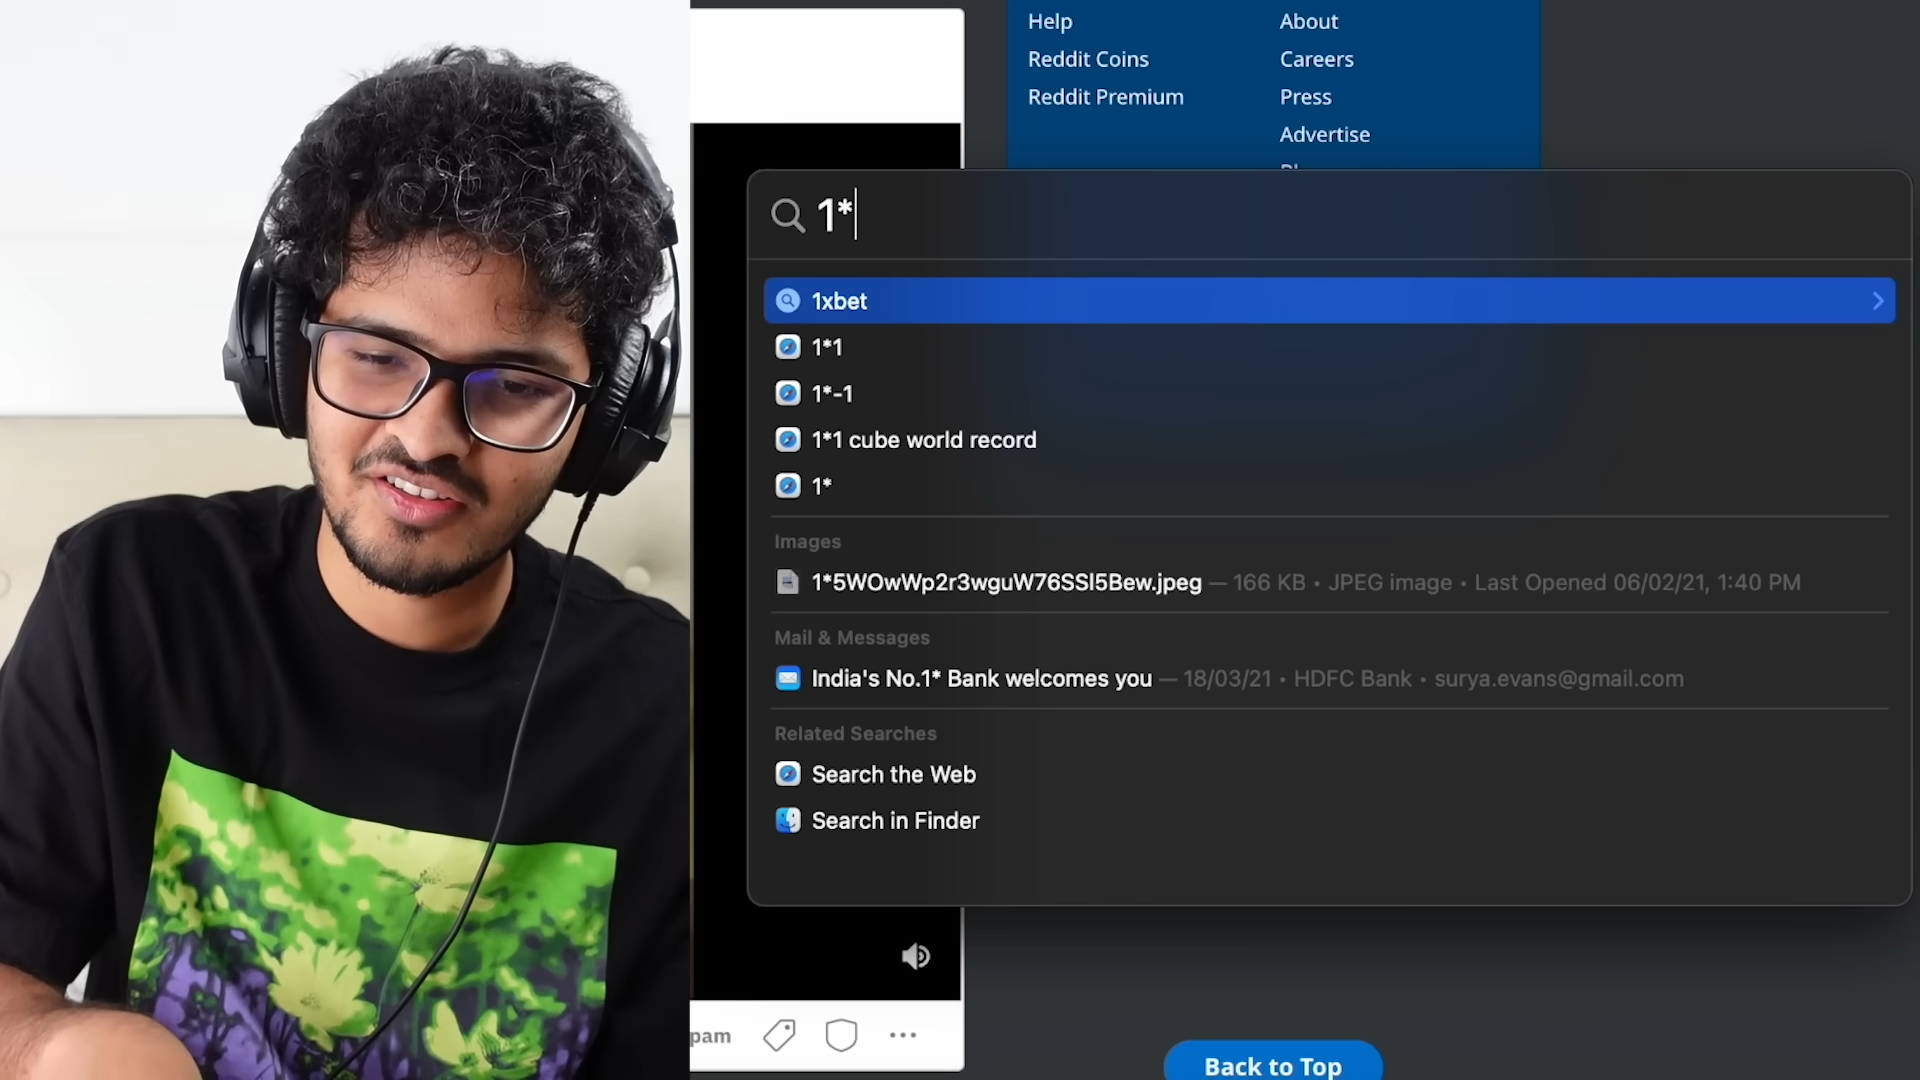 Help
About
Reddit Coins
Careers
Reddit Premium
Press
Advertise
1*
1xbet
1*1
1*-1
1*1 cube world record
1*
Images
1*5WOwWp2r3wguW76SSI5Bew.jpeg — 166 KB • JPEG image • Last Opened 06/02/21, 1:40 PM
Mail & Messages
India's No.1* Bank welcomes you — 18/03/21 • HDFC Bank • surya.evans@gmail.com
Related Searches
Search the Web
Search in Finder
pam
Back to Top